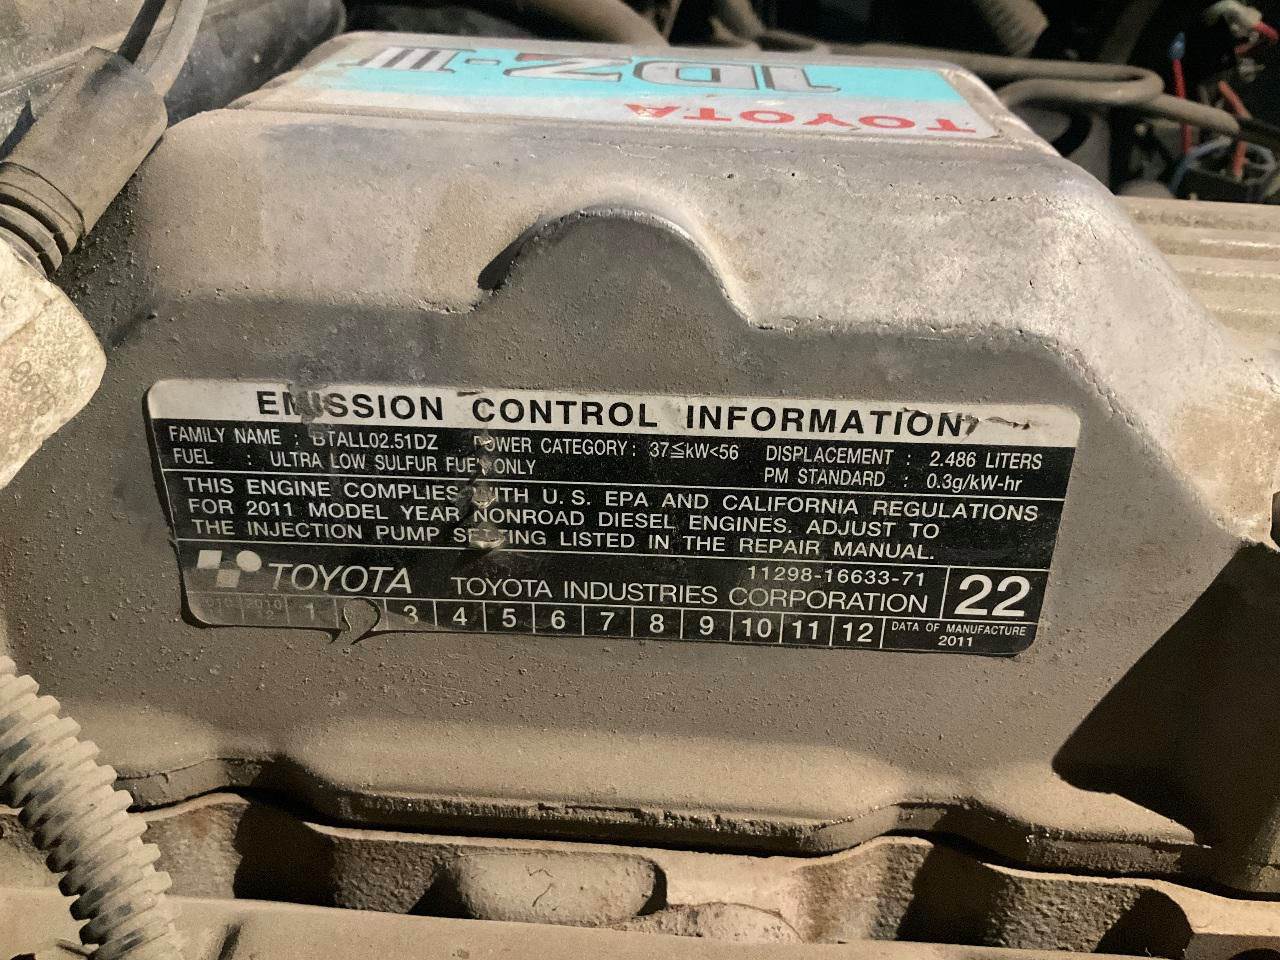 1DZ-III
TOYOTA
EMISSION CONTROL INFORMATION
FAMILY NAME : BTALL02.51DZ POWER CATEGORY : 37≦kW<56 DISPLACEMENT : 2.486 LITERS
FUEL : ULTRA LOW SULFUR FUEL ONLY PM STANDARD : 0.3g/kW-hr
THIS ENGINE COMPLIES WITH U.S. EPA AND CALIFORNIA REGULATIONS
FOR 2011 MODEL YEAR NONROAD DIESEL ENGINES. ADJUST TO
THE INJECTION PUMP SETTING LISTED IN THE REPAIR MANUAL.
TOYOTA TOYOTA INDUSTRIES CORPORATION 11298-16633-71 22
2010 1 3 4 5 6 7 8 9 10 11 12 DATA OF MANUFACTURE
2011